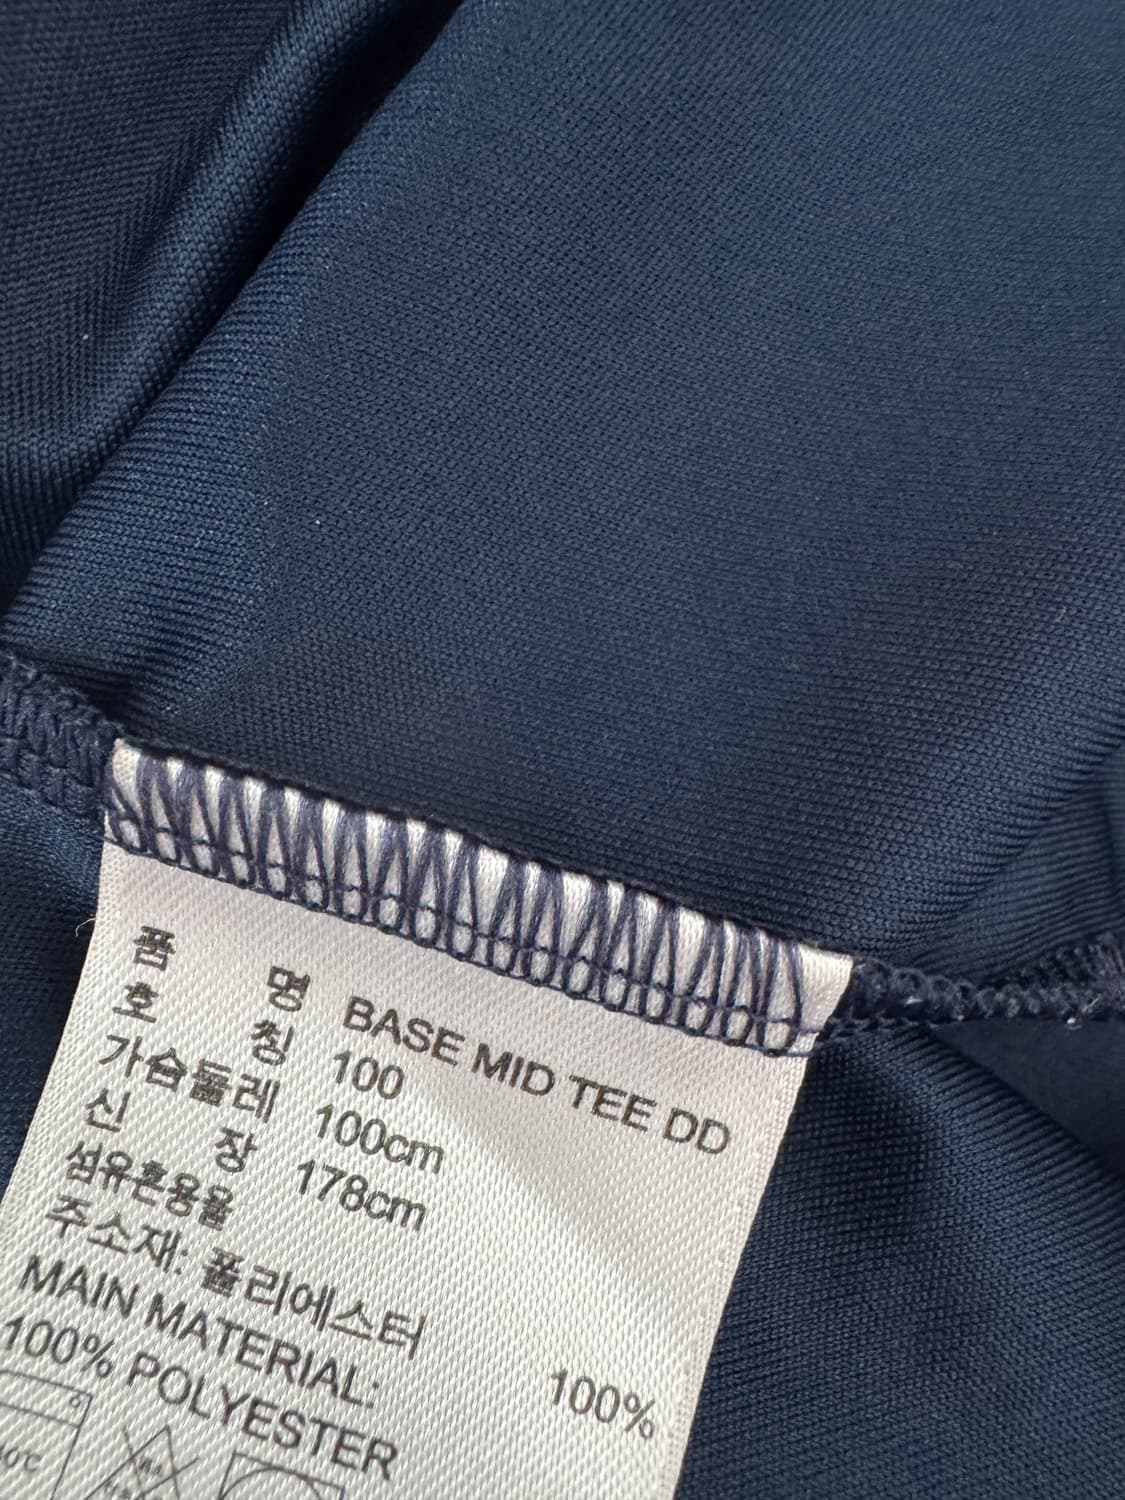 품 명 BASE MID TEE DD
호 칭 100
가슴둘레 100cm
신 장 178cm
섬유혼용율
주소재: 폴리에스터 100%
MAIN MATERIAL:
100% POLYESTER